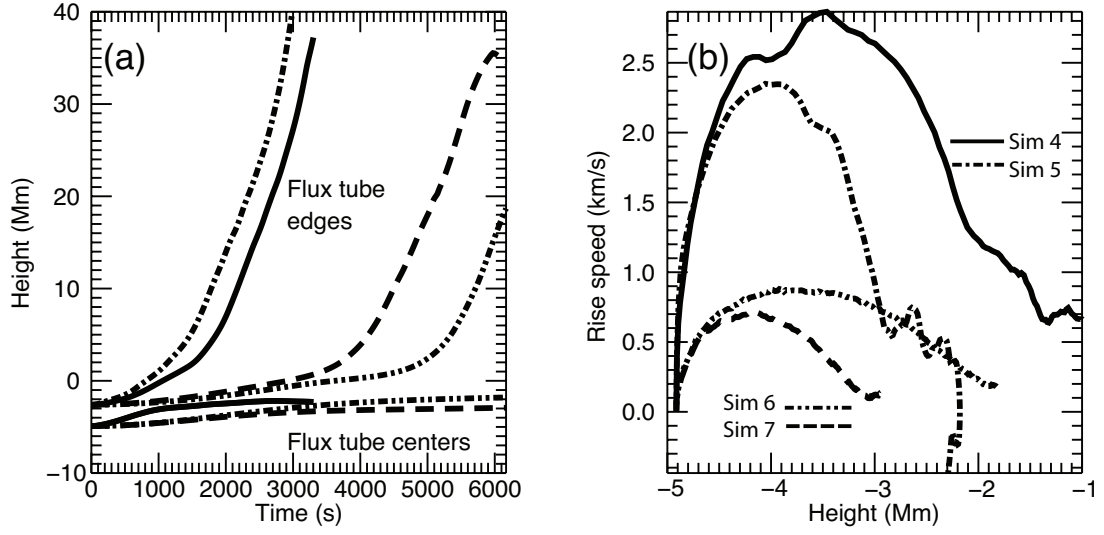 (a)
40
30
20
10
0
−10
Height (Mm)
Flux tube
edges
Flux tube centers
0 1000 2000 3000 4000 5000 6000
Time (s)
(b)
2.5
2.0
1.5
1.0
0.5
0.0
Rise speed (km/s)
Sim 4
Sim 5
Sim 6
Sim 7
−5 −4 −3 −2 −1
Height (Mm)